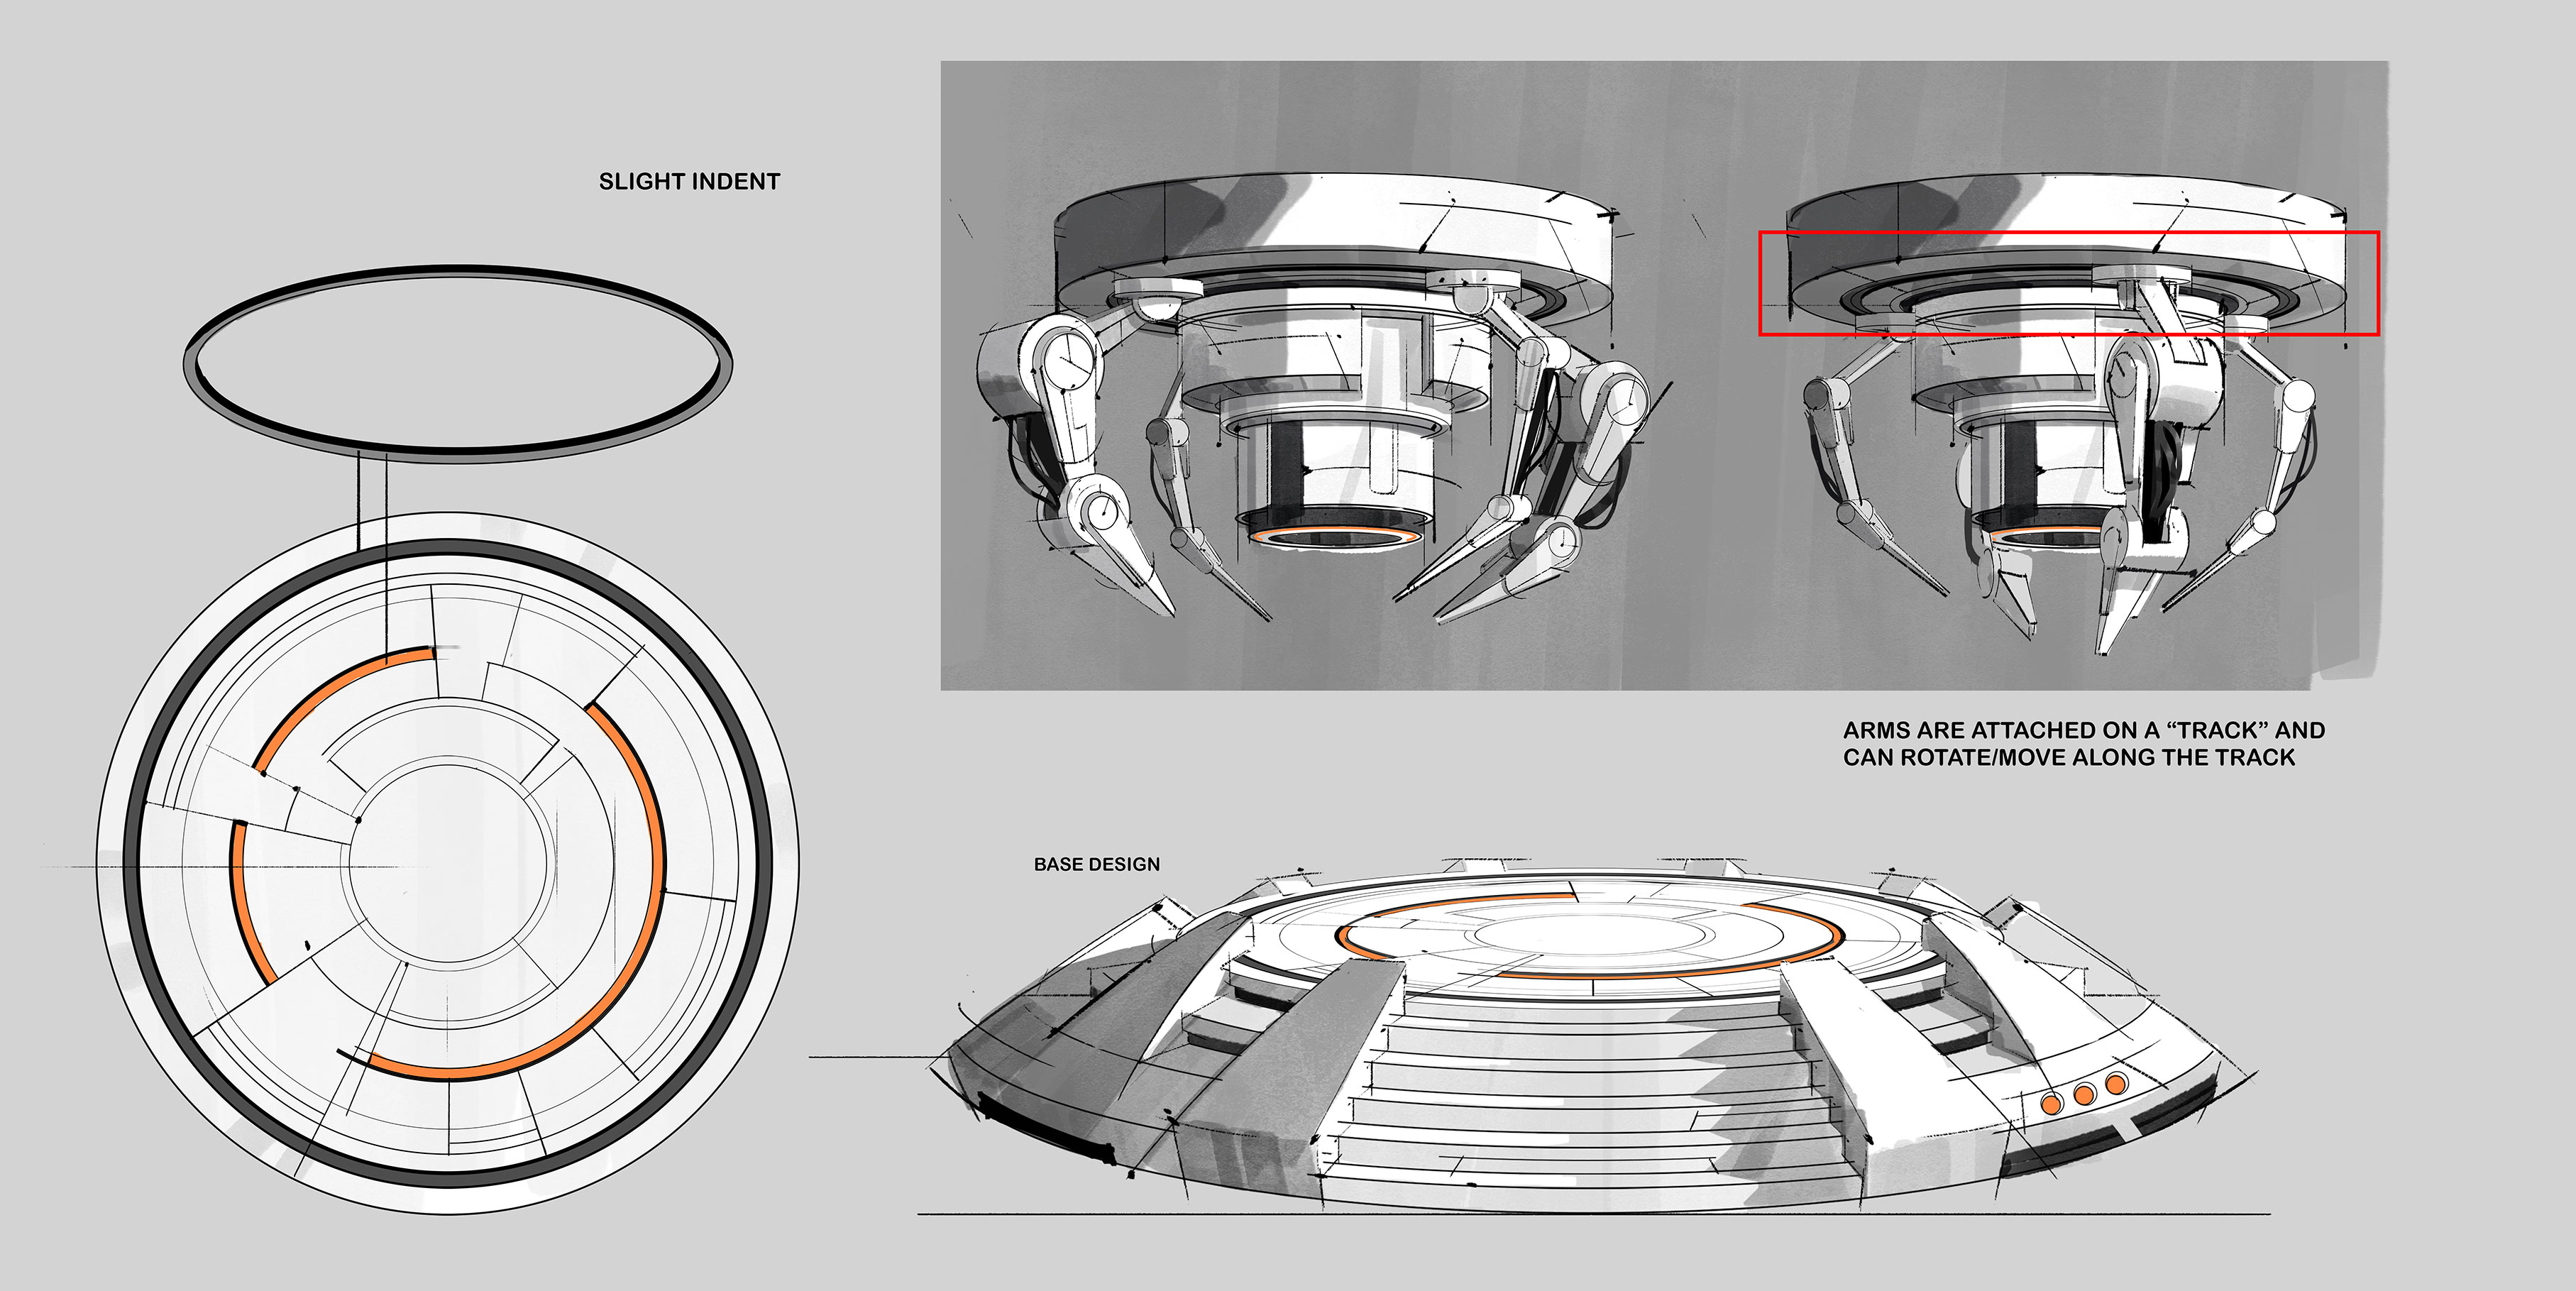 SLIGHT INDENT
ARMS ARE ATTACHED ON A “TRACK” AND
CAN ROTATE/MOVE ALONG THE TRACK
BASE DESIGN